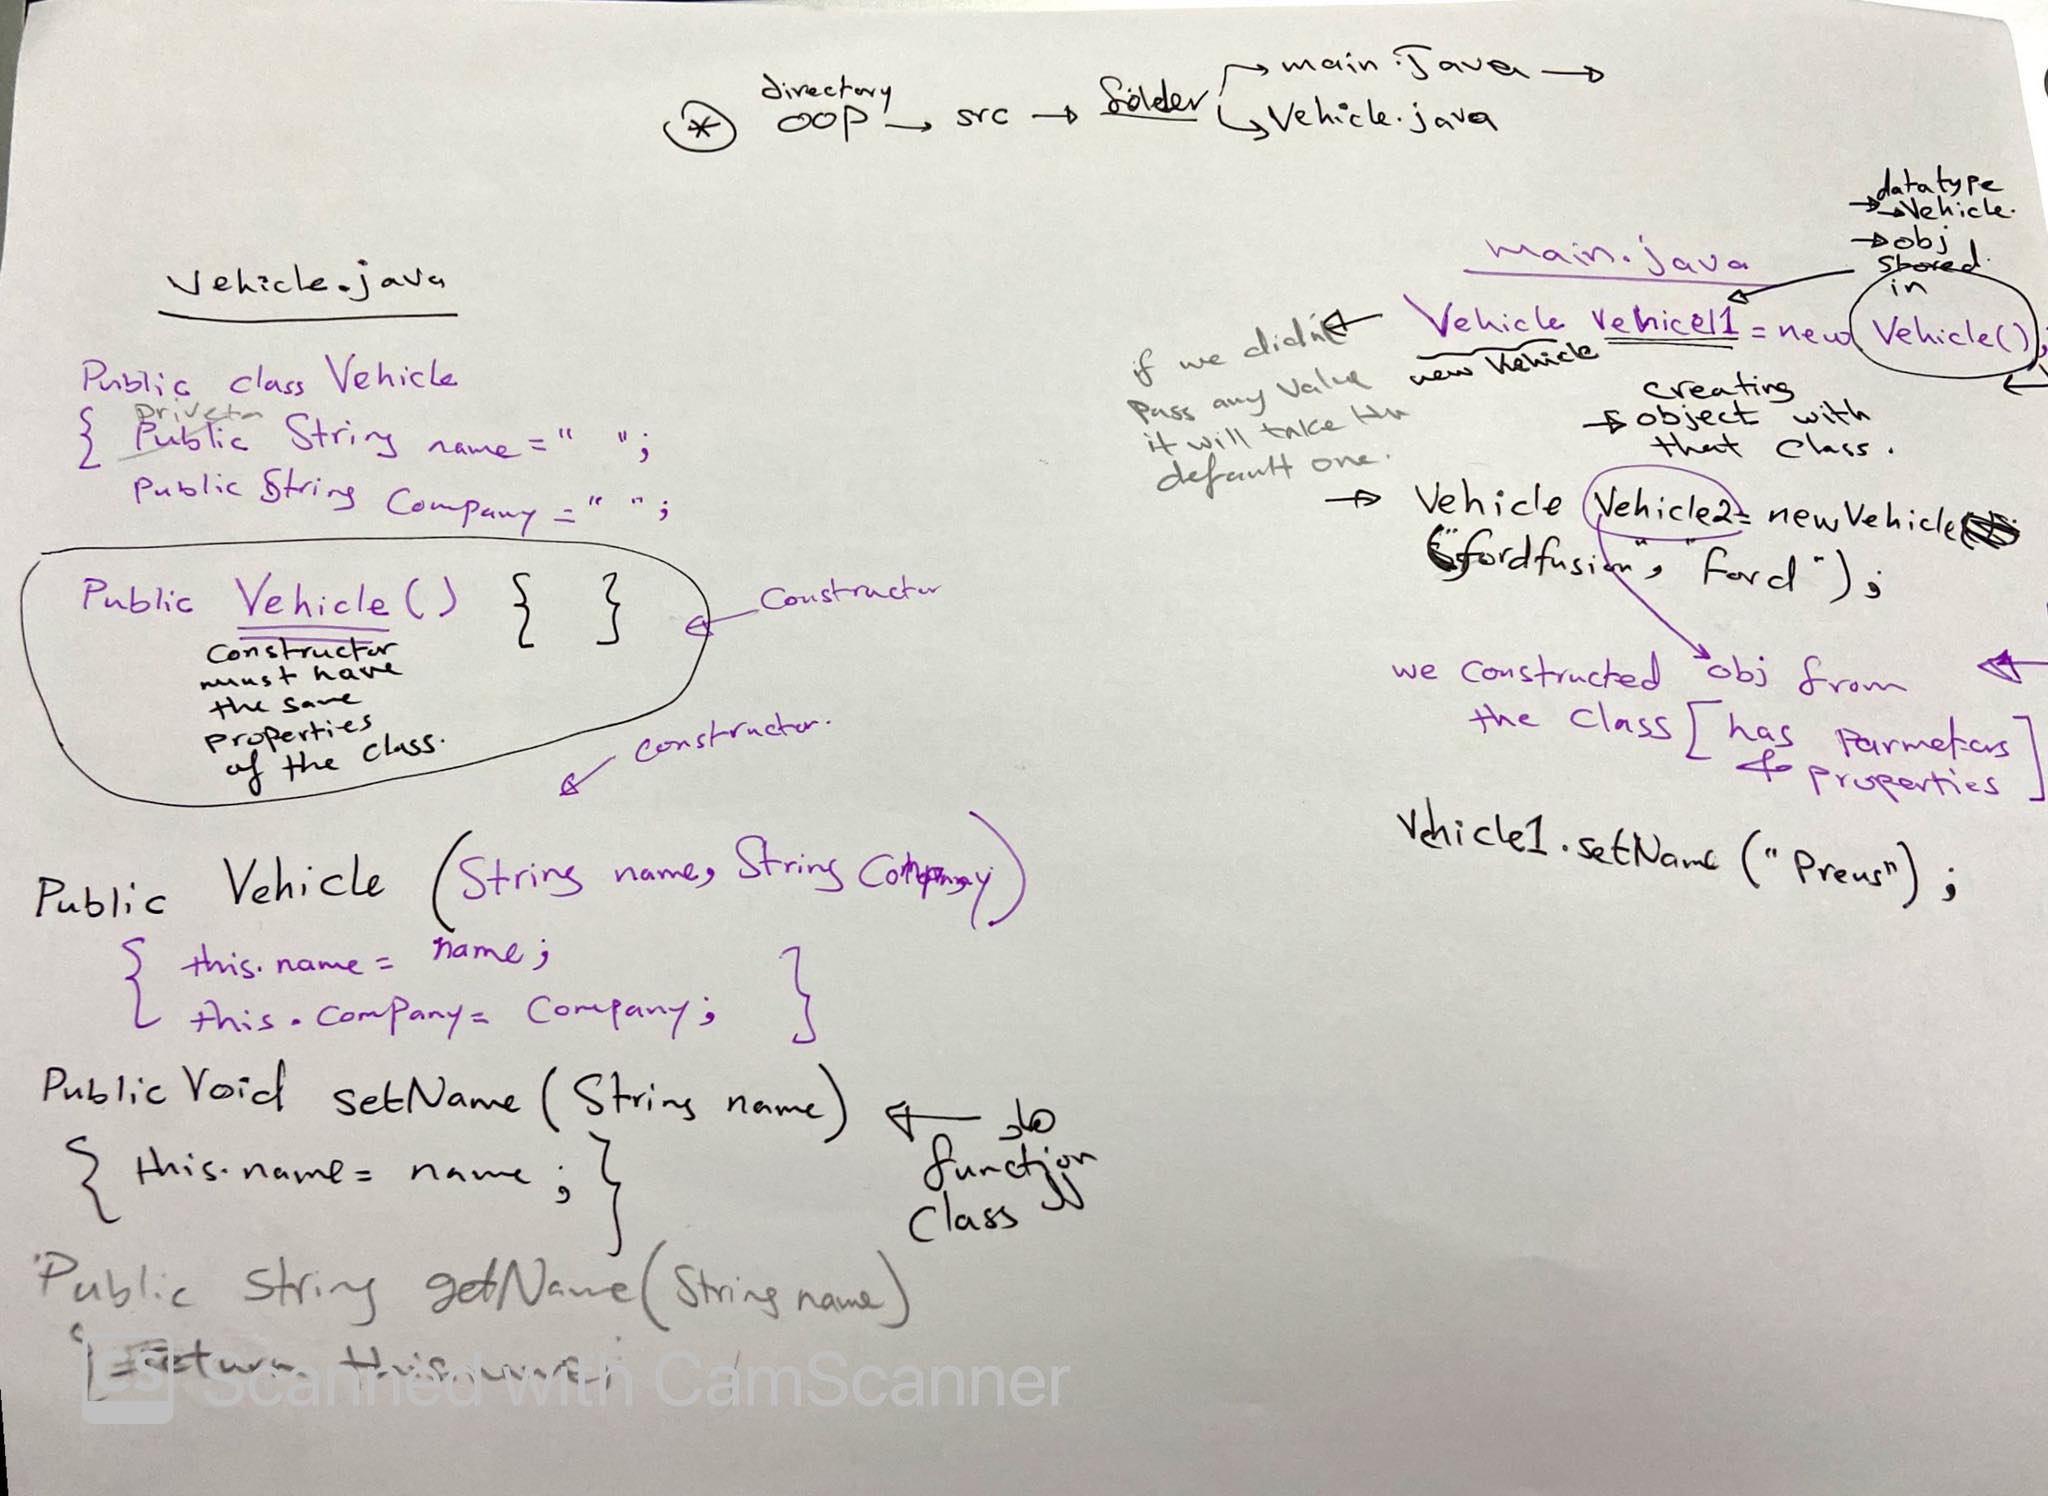 directory
* OOP → src → folder → main.Java →
→ Vehicle.java
Vehicle.java
Public class Vehicle
priveta
{ Public String name = " ";
Public String Company = " ";
Public Vehicle() { }
Constructor
must have
the same
properties
of the class.
Constructor
Constructor.
Public Vehicle (String name, String Company)
{ this.name = name;
this.company = Company; }
Public Void setName (String name)
{ this.name = name ; }
function
Class
Public String getName (String name)
return this.name;
main.java
datatype
→ Vehicle.
→ obj
stored
in
Vehicle vehicel1 = new Vehicle();
new Vehicle
if we didn't
pass any value
it will take the
default one.
creating
→ object with
that class.
→ Vehicle Vehicle2 = new Vehicle
("fordfusion", "Ford");
we constructed obj from
the Class [has parmeters
& properties]
Vehicle1.setName ("Preus");
Scanned with CamScanner